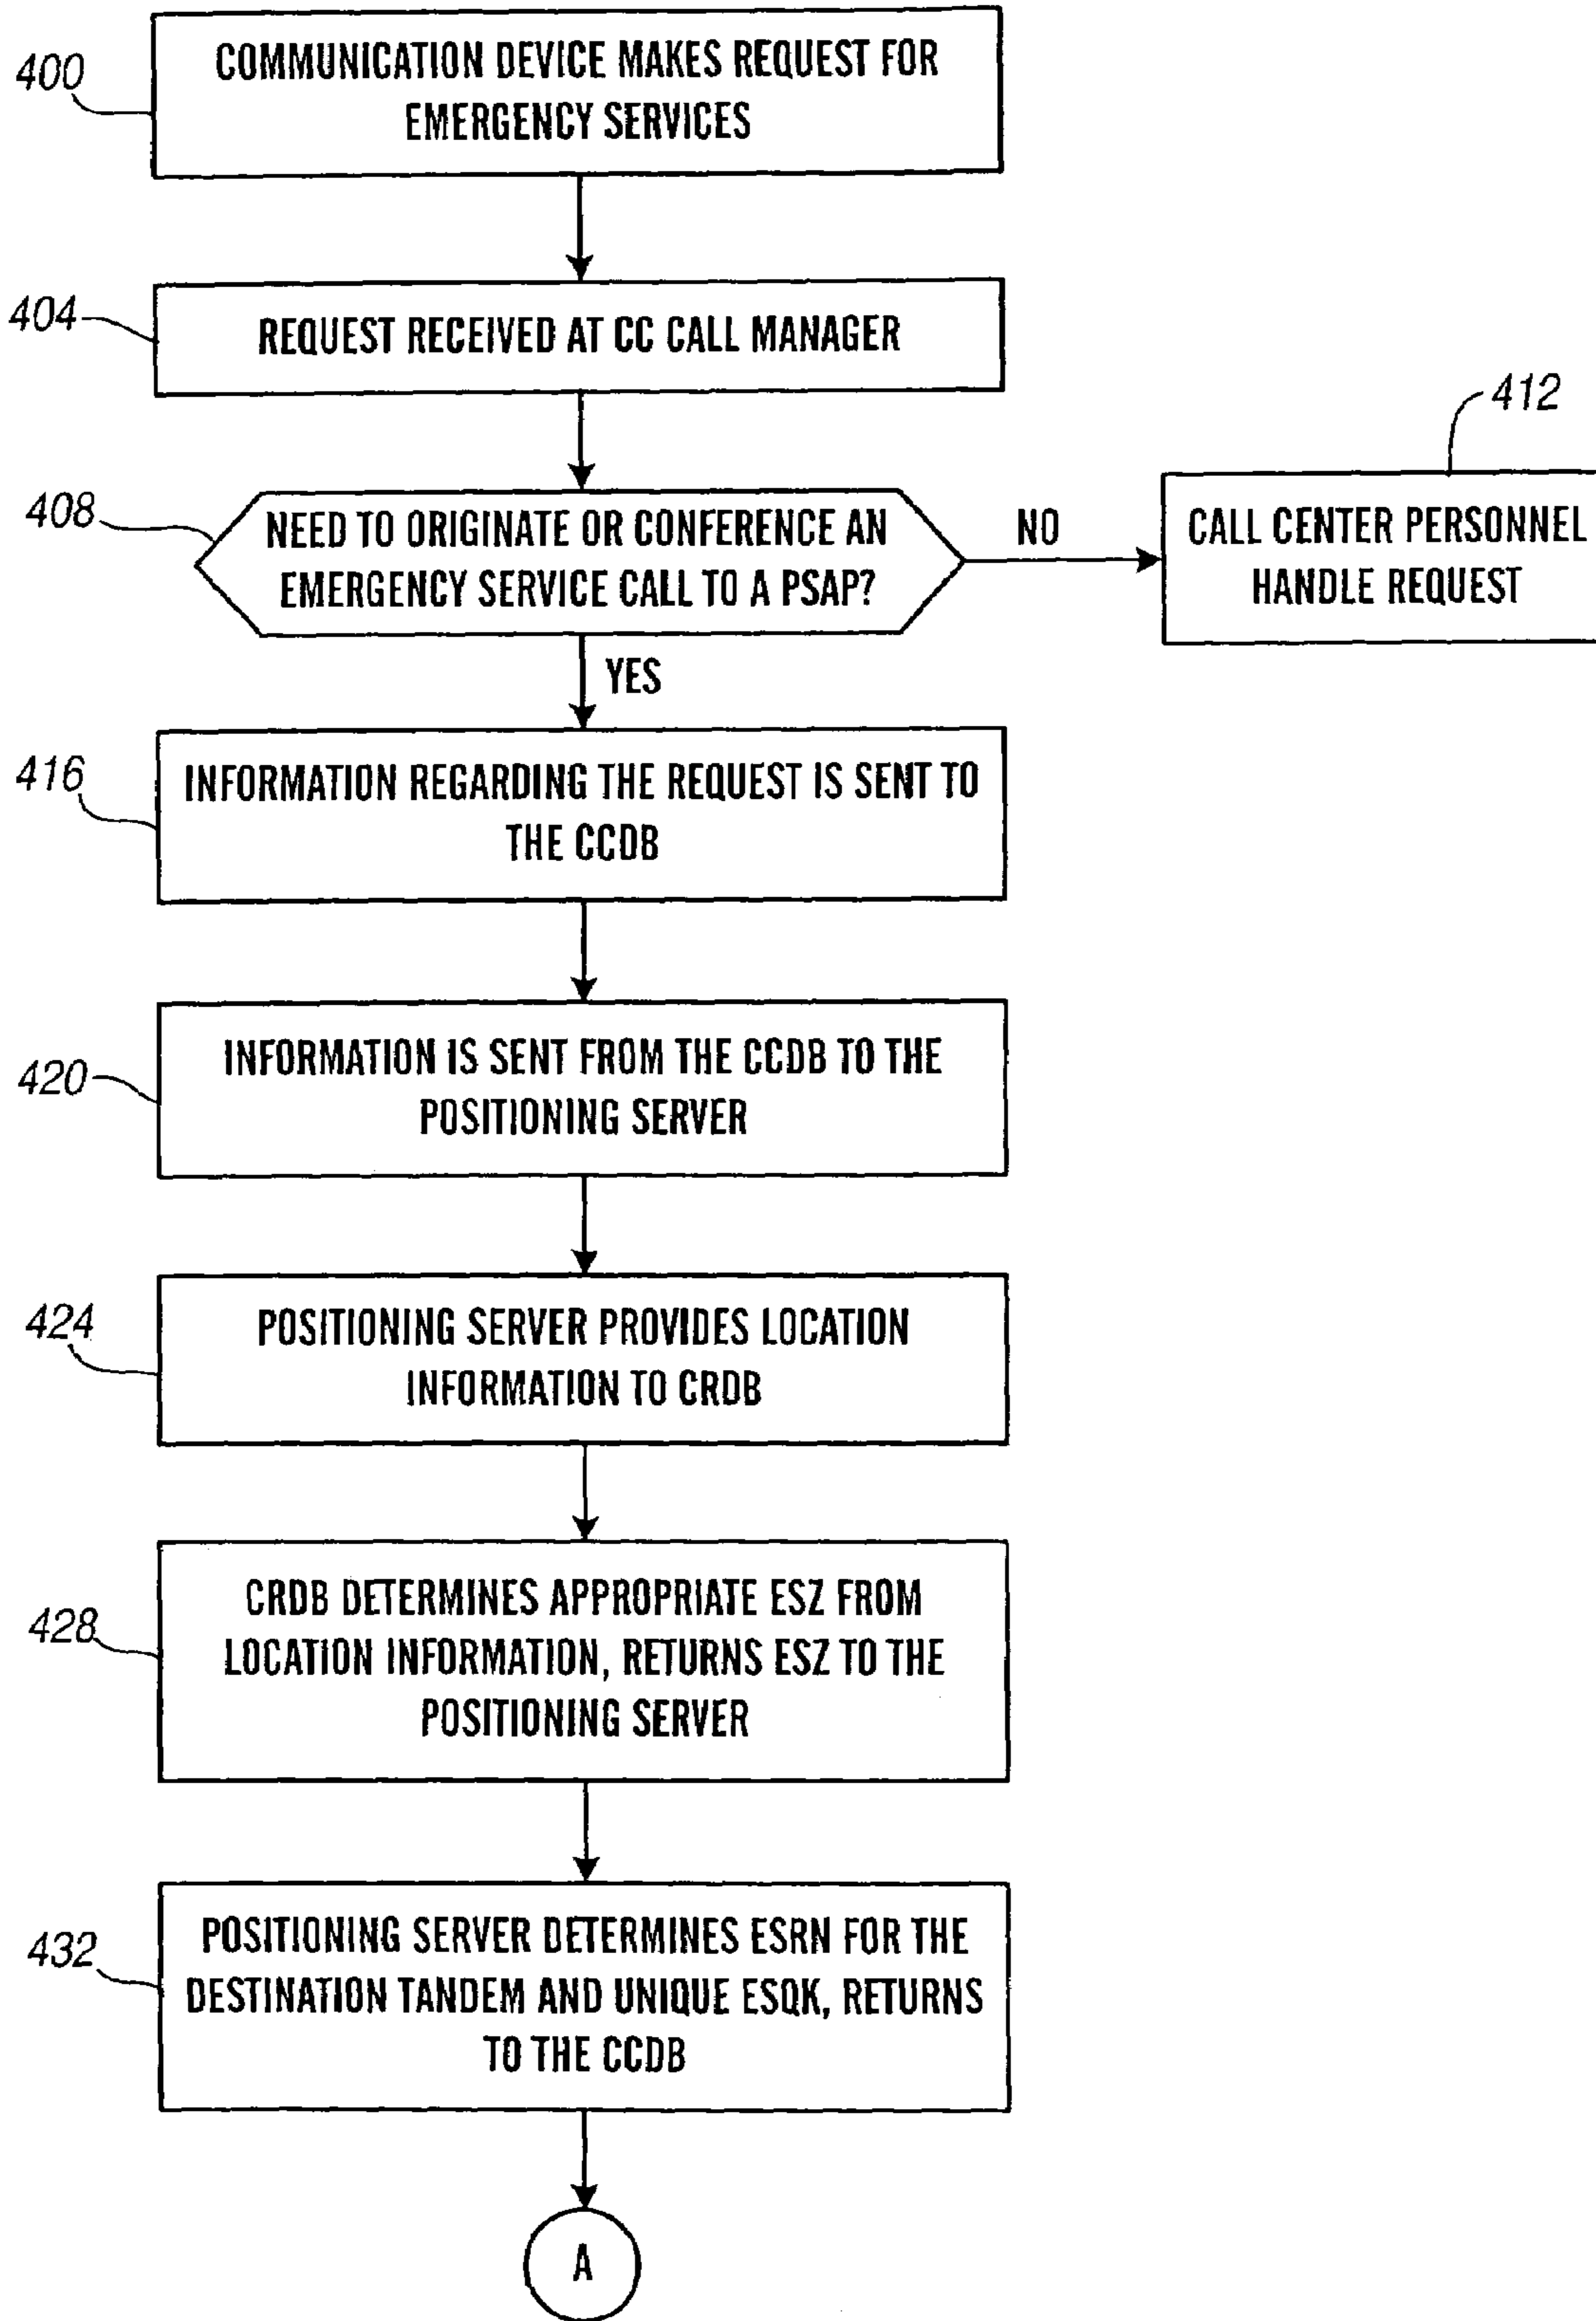 400
COMMUNICATION DEVICE MAKES REQUEST FOR
EMERGENCY SERVICES
404
REQUEST RECEIVED AT CC CALL MANAGER
408
NEED TO ORIGINATE OR CONFERENCE AN
EMERGENCY SERVICE CALL TO A PSAP?
NO
412
CALL CENTER PERSONNEL
HANDLE REQUEST
YES
416
INFORMATION REGARDING THE REQUEST IS SENT TO
THE CCDB
420
INFORMATION IS SENT FROM THE CCDB TO THE
POSITIONING SERVER
424
POSITIONING SERVER PROVIDES LOCATION
INFORMATION TO CRDB
428
CRDB DETERMINES APPROPRIATE ESZ FROM
LOCATION INFORMATION, RETURNS ESZ TO THE
POSITIONING SERVER
432
POSITIONING SERVER DETERMINES ESRN FOR THE
DESTINATION TANDEM AND UNIQUE ESQK, RETURNS
TO THE CCDB
A